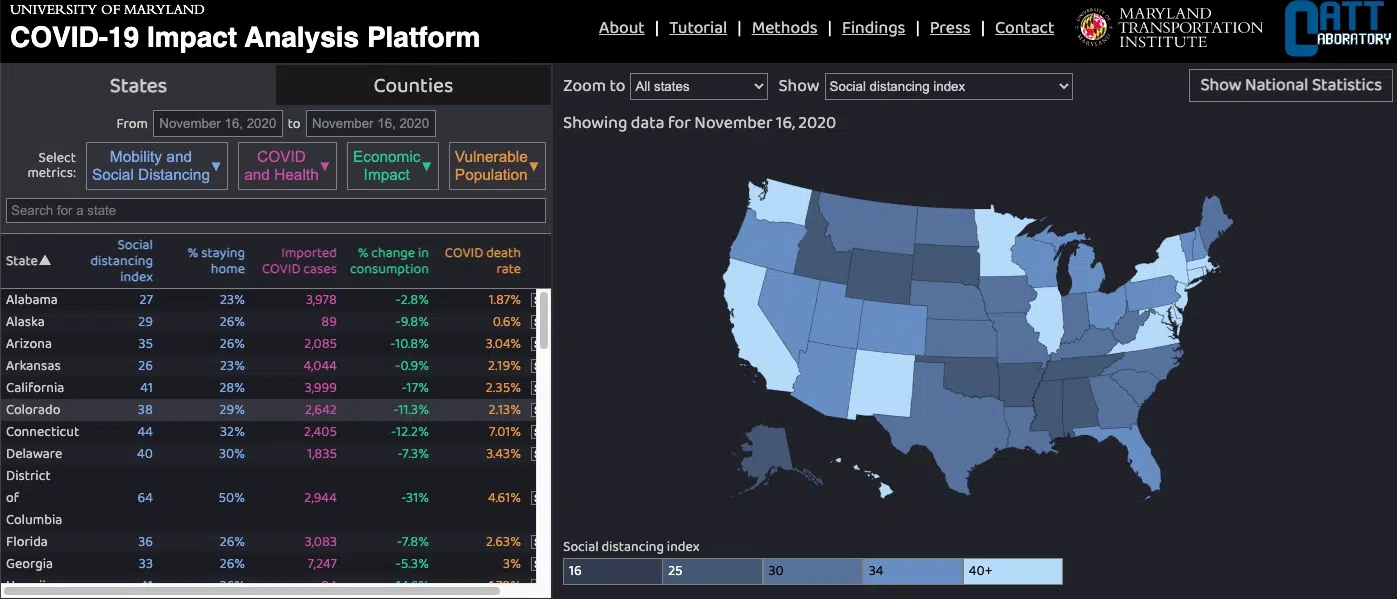 UNIVERSITY OF MARYLAND
COVID-19 Impact Analysis Platform
About | Tutorial | Methods | Findings | Press | Contact
UNIVERSITY OF MARYLAND
MARYLAND
TRANSPORTATION
INSTITUTE
CATT
LABORATORY
States
Counties
From November 16, 2020 to November 16, 2020
Select
metrics:
Mobility and
Social Distancing▼
COVID
and Health▼
Economic
Impact▼
Vulnerable
Population▼
Search for a state
State▲ Social distancing index % staying home Imported COVID cases % change in consumption COVID death rate
Alabama 27 23% 3,978 -2.8% 1.87%
Alaska 29 26% 89 -9.8% 0.6%
Arizona 35 26% 2,085 -10.8% 3.04%
Arkansas 26 23% 4,044 -0.9% 2.19%
California 41 28% 3,999 -17% 2.35%
Colorado 38 29% 2,642 -11.3% 2.13%
Connecticut 44 32% 2,405 -12.2% 7.01%
Delaware 40 30% 1,835 -7.3% 3.43%
District
of
Columbia 64 50% 2,944 -31% 4.61%
Florida 36 26% 3,083 -7.8% 2.63%
Georgia 33 26% 7,247 -5.3% 3%
Zoom to All states Show Social distancing index
Show National Statistics
Showing data for November 16, 2020
Social distancing index
16 25 30 34 40+